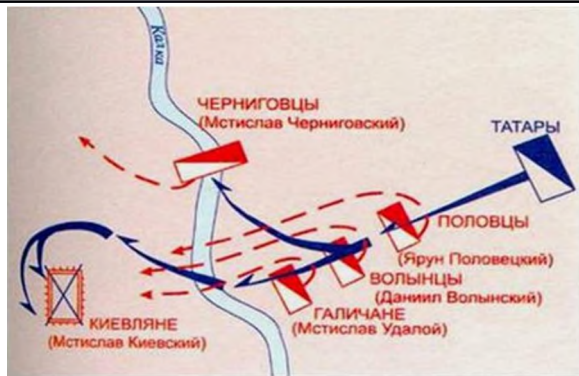 Калка
ЧЕРНИГОВЦЫ
(Мстислав Черниговский)
ТАТАРЫ
ПОЛОВЦЫ
(Ярун Половецкий)
ВОЛЫНЦЫ
(Даниил Волынский)
ГАЛИЧАНЕ
(Мстислав Удалой)
КИЕВЛЯНЕ
(Мстислав Киевский)